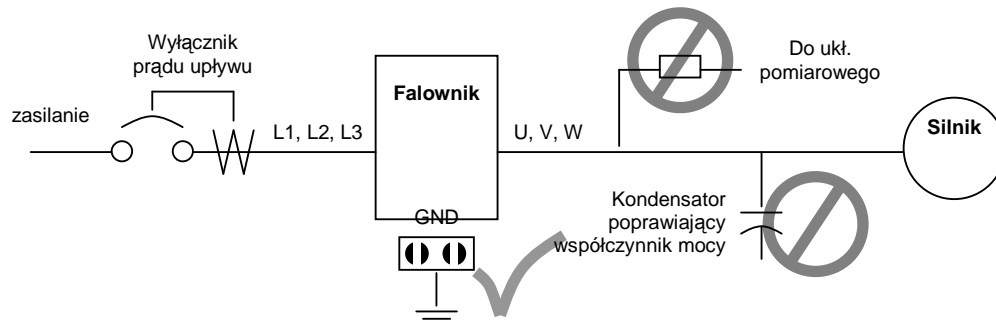 Wyłącznik
prądu upływu
zasilanie
L1, L2, L3
Falownik
GND
U, V, W
Do ukł.
pomiarowego
Silnik
Kondensator
poprawiający
współczynnik mocy